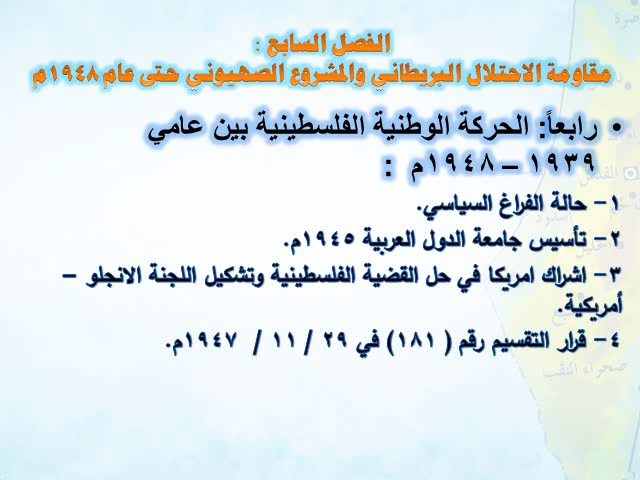 الفصل السابع :
مقاومة الاحتلال البريطاني والمشروع الصهيوني حتى عام ١٩٤٨م
• رابعاً: الحركة الوطنية الفلسطينية بين عامي
١٩٣٩ – ١٩٤٨م :
١- حالة الفراغ السياسي.
٢- تأسيس جامعة الدول العربية ١٩٤٥م.
٣- اشراك امريكا في حل القضية الفلسطينية وتشكيل اللجنة الانجلو –
أمريكية.
٤- قرار التقسيم رقم ( ١٨١) في ٢٩ / ١١ / ١٩٤٧م.
صحراء النقب